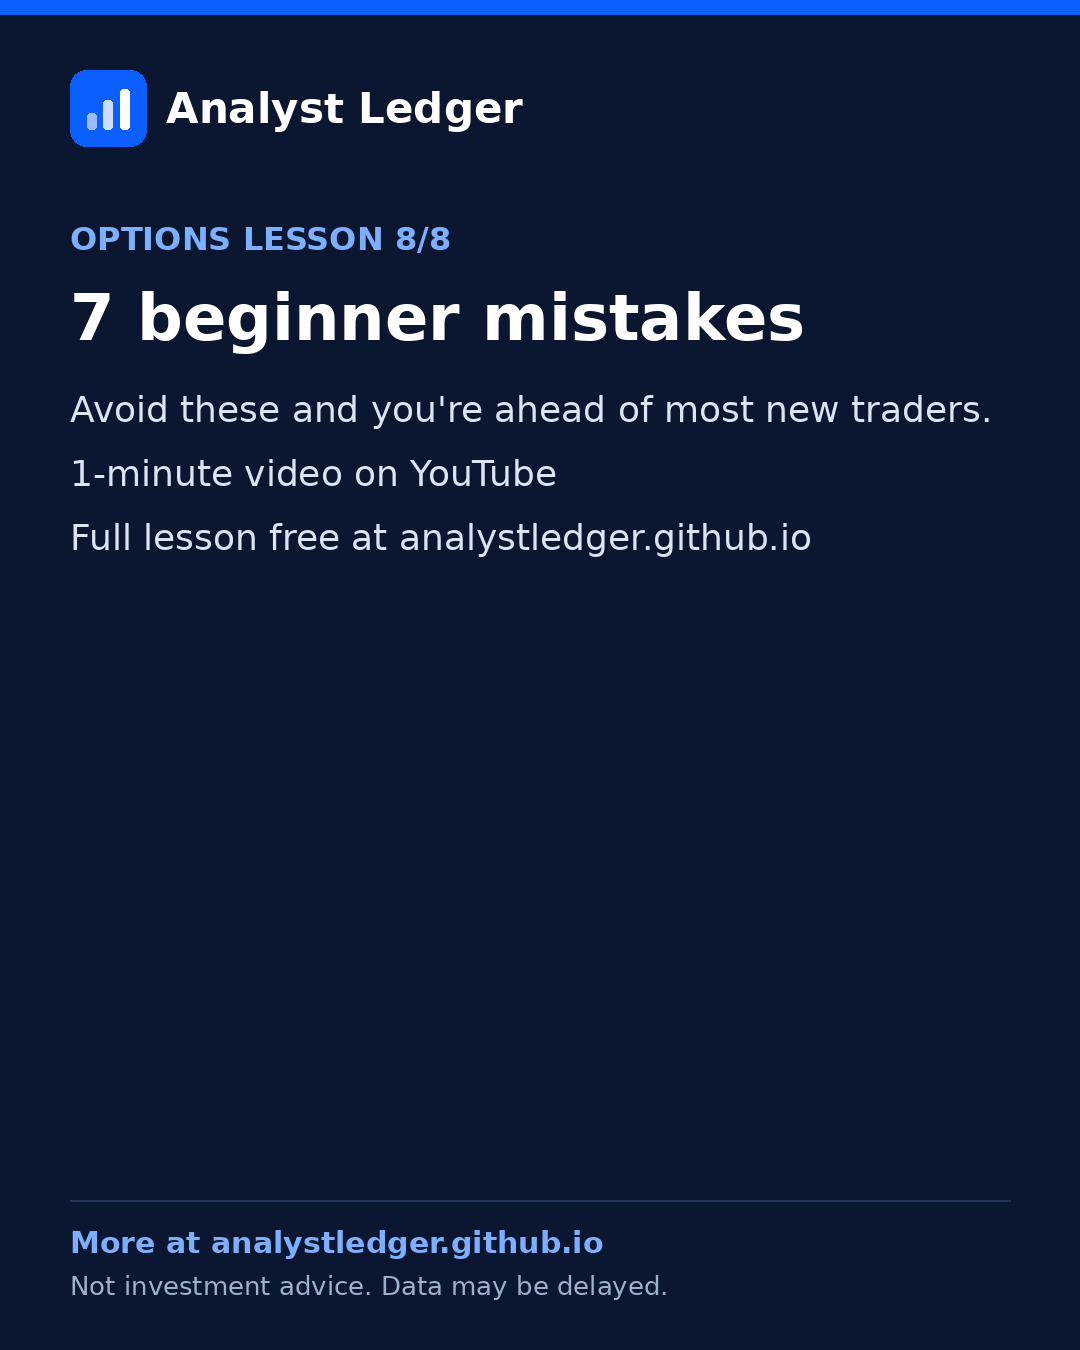 Analyst Ledger
OPTIONS LESSON 8/8
7 beginner mistakes
Avoid these and you're ahead of most new traders.
1-minute video on YouTube
Full lesson free at analystledger.github.io
More at analystledger.github.io
Not investment advice. Data may be delayed.